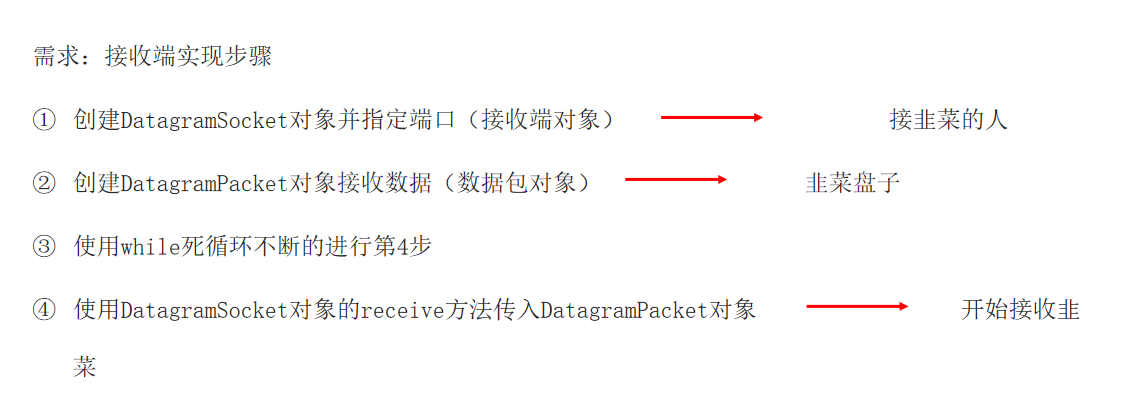 需求：接收端实现步骤
① 创建DatagramSocket对象并指定端口（接收端对象） 接韭菜的人
② 创建DatagramPacket对象接收数据（数据包对象） 韭菜盘子
③ 使用while死循环不断的进行第4步
④ 使用DatagramSocket对象的receive方法传入DatagramPacket对象 开始接收韭
菜